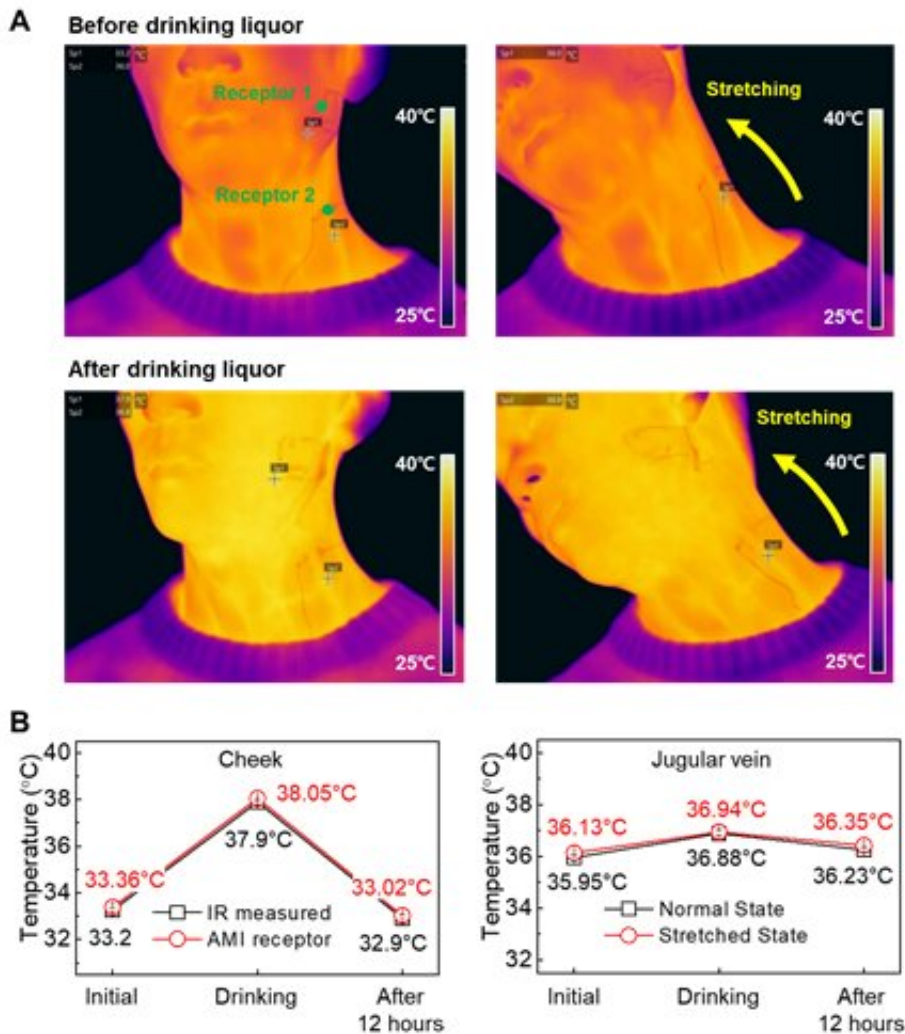 A
Before drinking liquor
Receptor 1
Receptor 2
40℃
25℃
Stretching
40℃
25℃
After drinking liquor
40℃
25℃
Stretching
40℃
25℃
B
Temperature (°C)
40
38
36
34
32
Cheek
38.05°C
37.9°C
33.36°C
33.2
33.02°C
32.9°C
IR measured
AMI receptor
Initial
Drinking
After
12 hours
Temperature (°C)
40
38
36
34
32
Jugular vein
36.13°C
36.94°C
36.35°C
35.95°C
36.88°C
36.23°C
Normal State
Stretched State
Initial
Drinking
After
12 hours